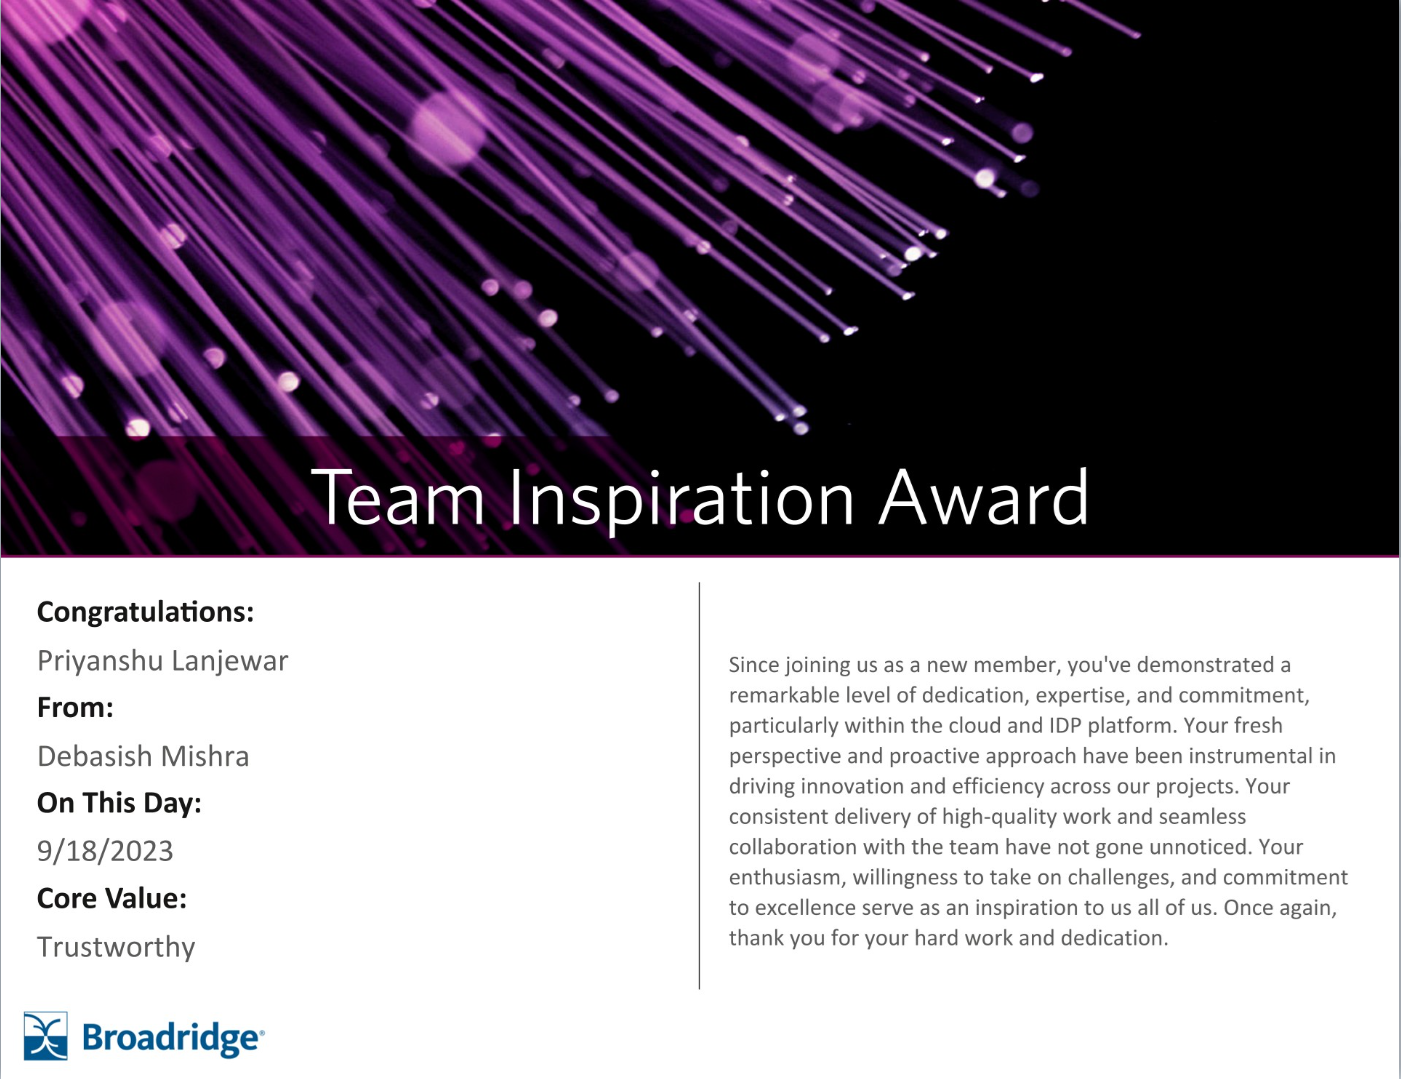 Team Inspiration Award
Congratulations:
Priyanshu Lanjewar
From:
Debasish Mishra
On This Day:
9/18/2023
Core Value:
Trustworthy
Since joining us as a new member, you've demonstrated a
remarkable level of dedication, expertise, and commitment,
particularly within the cloud and IDP platform. Your fresh
perspective and proactive approach have been instrumental in
driving innovation and efficiency across our projects. Your
consistent delivery of high-quality work and seamless
collaboration with the team have not gone unnoticed. Your
enthusiasm, willingness to take on challenges, and commitment
to excellence serve as an inspiration to us all of us. Once again,
thank you for your hard work and dedication.
Broadridge®